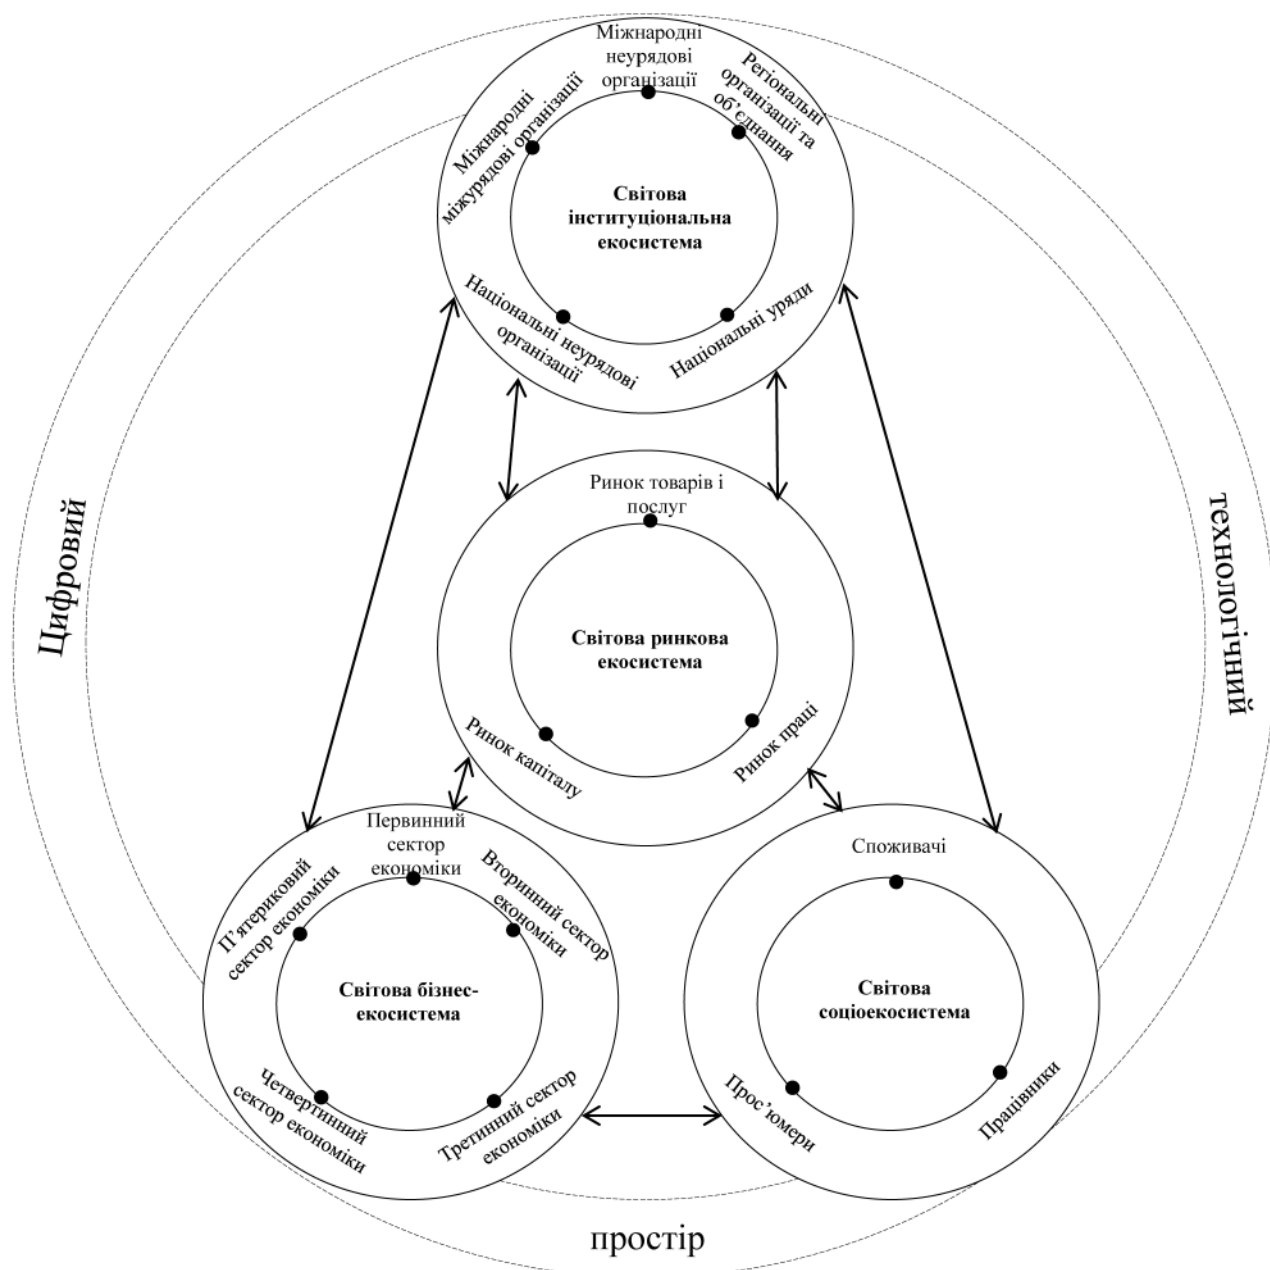 Міжнародні
неурядові
організації
Регіональні
організації та
об’єднання
Міжнародні
міжурядові організації
Світова
інституціональна
екосистема
Національні неурядові
організації
Національні уряди
Цифровий
технологічний
простір
Ринок товарів і
послуг
Світова ринкова
екосистема
Ринок капіталу
Ринок праці
Первинний
сектор
економіки
Вторинний сектор
економіки
П’ятериковий
сектор економіки
Світова бізнес-
екосистема
Четвертинний
сектор економіки
Третинний сектор
економіки
Споживачі
Світова
соціоекосистема
Прос’юмери
Працівники